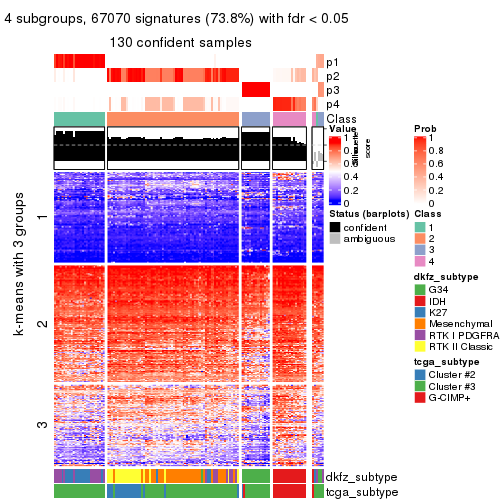 4 subgroups, 67070 signatures (73.8%) with fdr < 0.05
130 confident samples
p1
p2
p3
p4
Class
Silhouette
score
k-means with 3 groups
1
2
3
dkfz_subtype
tcga_subtype
Value
1
0.8
0.6
0.4
0.2
0
Status (barplots)
confident
ambiguous
Prob
1
0.8
0.6
0.4
0.2
0
Class
1
2
3
4
dkfz_subtype
G34
IDH
K27
Mesenchymal
RTK I PDGFRA
RTK II Classic
tcga_subtype
Cluster #2
Cluster #3
G-CIMP+